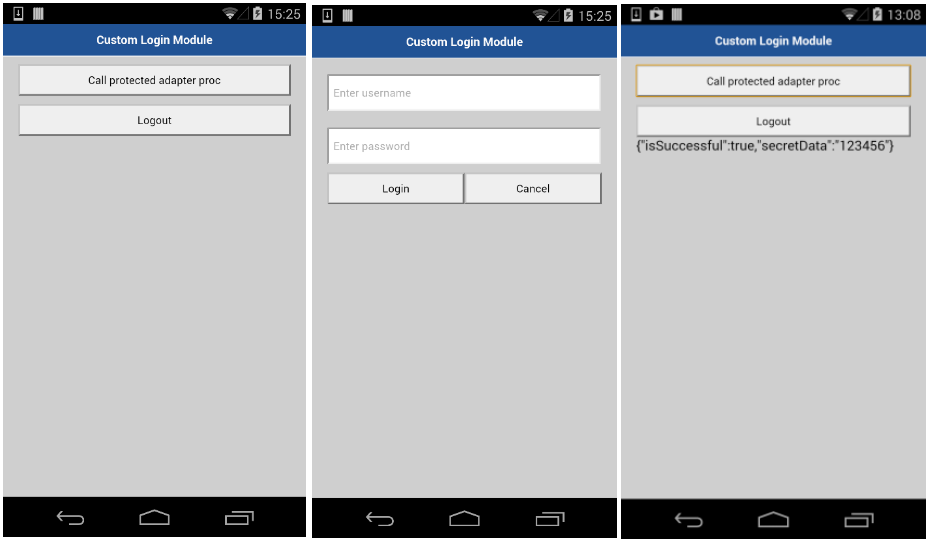 15:25
Custom Login Module
Call protected adapter proc
Logout
15:25
Custom Login Module
Enter username
Enter password
Login Cancel
13:08
Custom Login Module
Call protected adapter proc
Logout
{"isSuccessful":true,"secretData":"123456"}